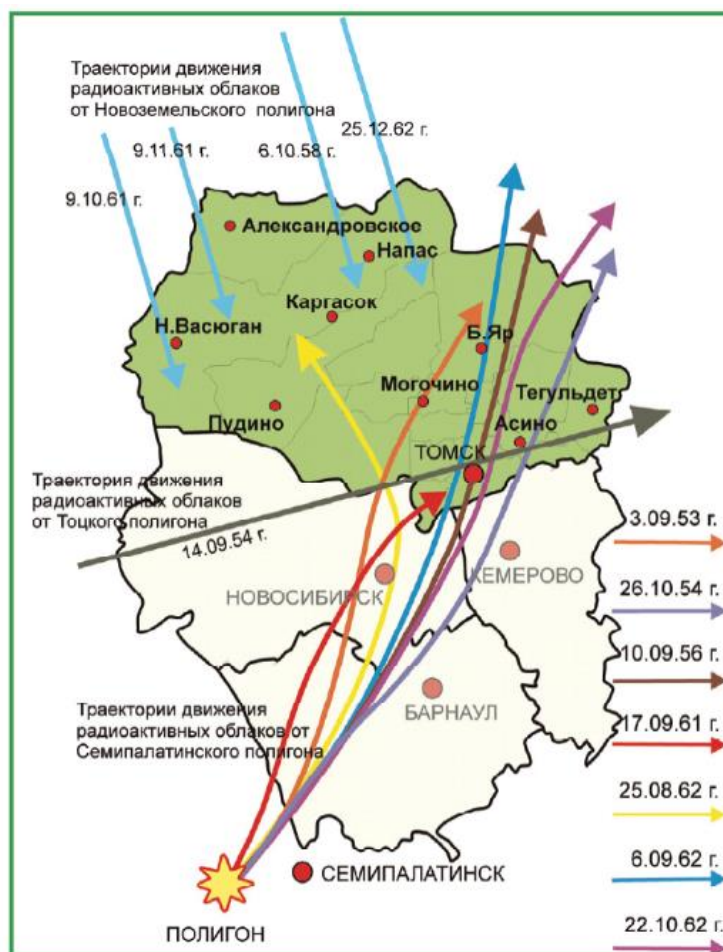 Траектории движения
радиоактивных облаков
от Новоземельского полигона
25.12.62 г.
9.11.61 г.
6.10.58 г.
9.10.61 г.
Александровское
Напас
Каргасок
Н.Васюган
Б.Яр
Могочино
Тегульдет
Пудино
Асино
ТОМСК
Траектория движения
радиоактивных облаков
от Тоцкого полигона
14.09.54 г.
3.09.53 г.
НОВОСИБИРСК
КЕМЕРОВО
26.10.54 г.
10.09.56 г.
БАРНАУЛ
Траектории движения
радиоактивных облаков от
Семипалатинского полигона
17.09.61 г.
25.08.62 г.
6.09.62 г.
СЕМИПАЛАТИНСК
ПОЛИГОН
22.10.62 г.